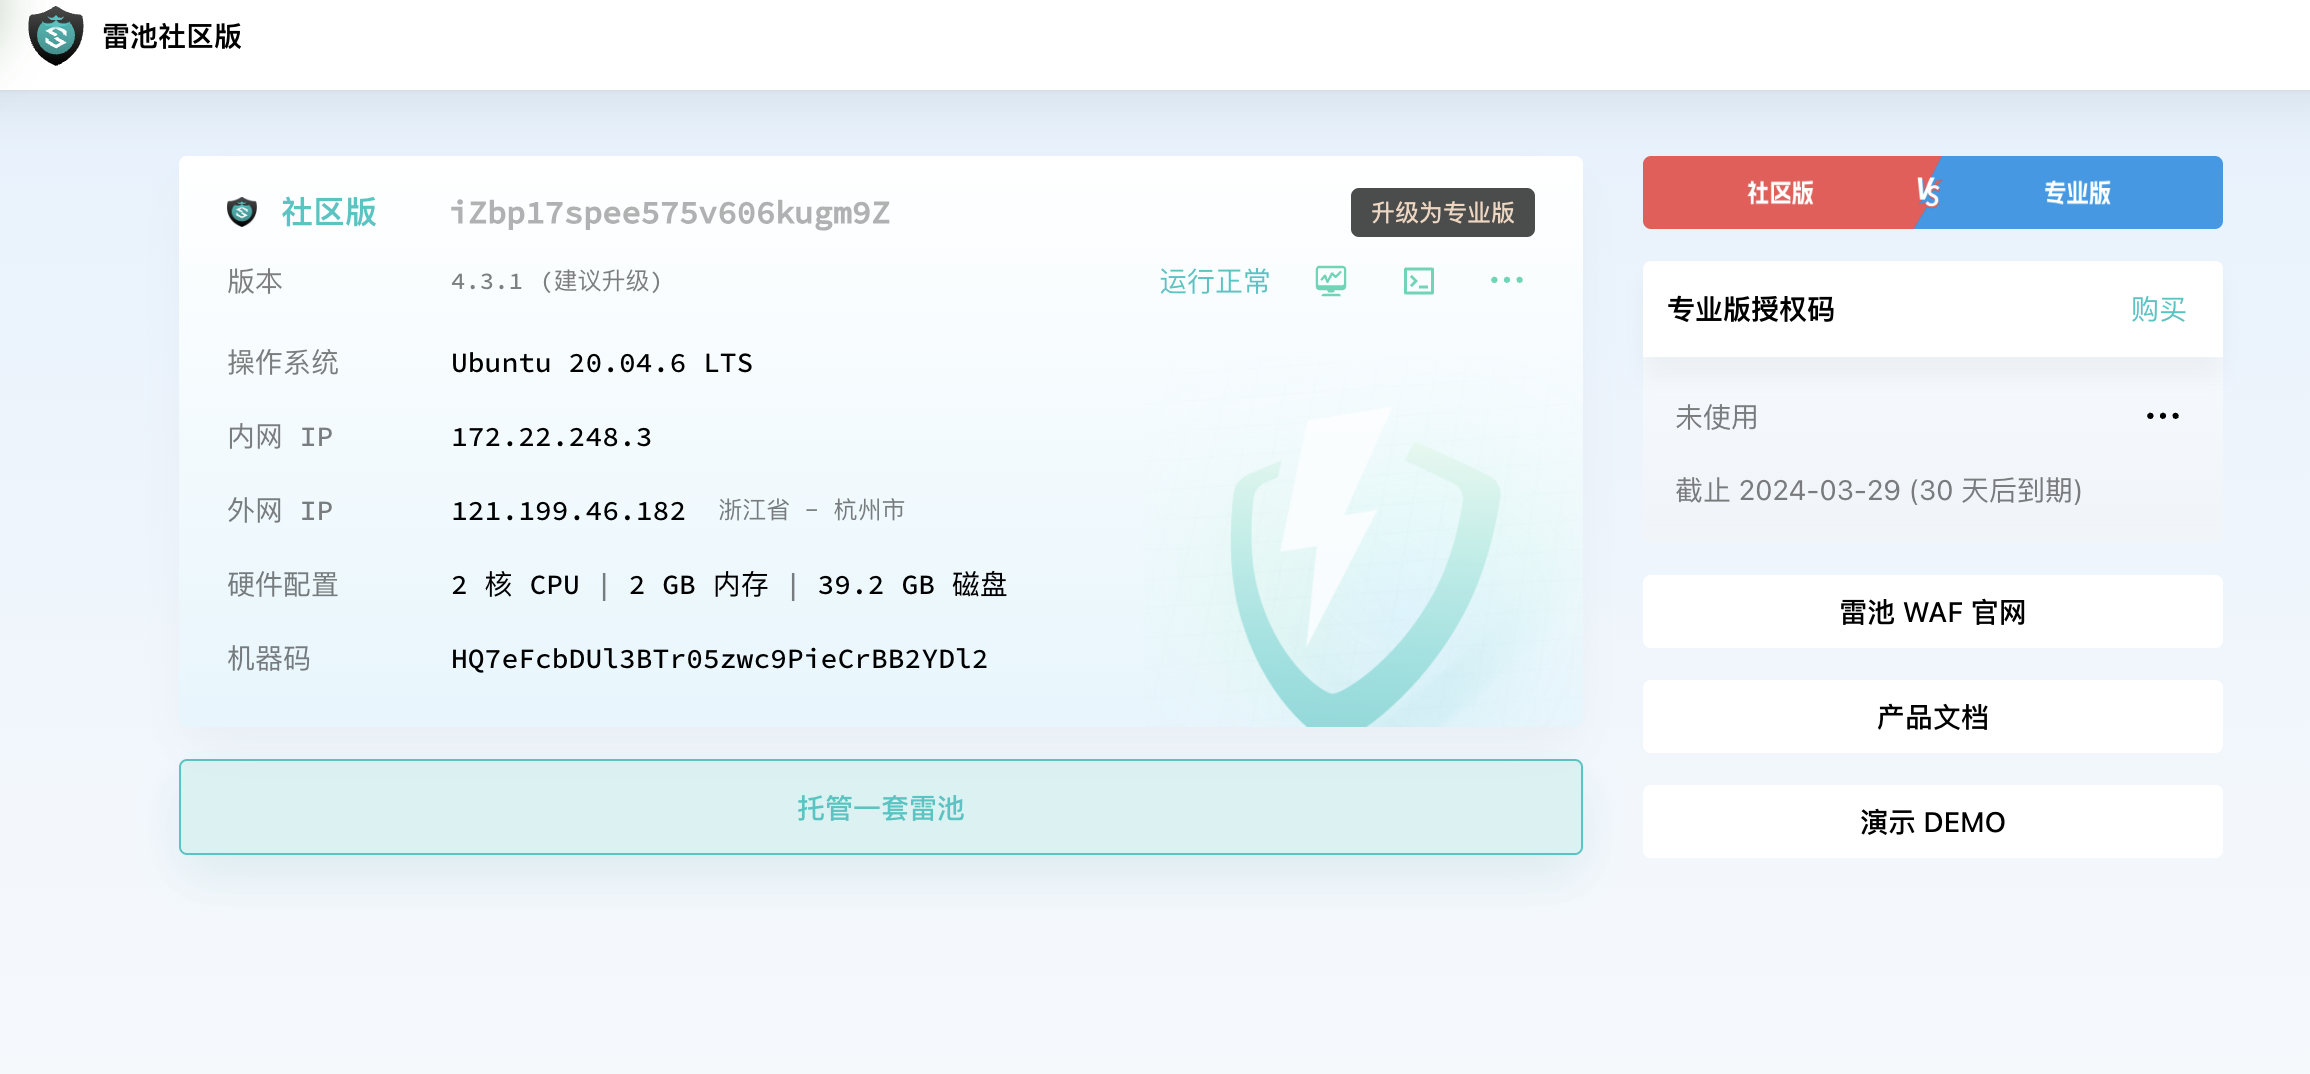 雷池社区版
社区版 iZbp17spee575v606kugm9Z 升级为专业版
版本 4.3.1 (建议升级) 运行正常
操作系统 Ubuntu 20.04.6 LTS
内网 IP 172.22.248.3
外网 IP 121.199.46.182 浙江省 - 杭州市
硬件配置 2 核 CPU | 2 GB 内存 | 39.2 GB 磁盘
机器码 HQ7eFcbDUl3BTr05zwc9PieCrBB2YDl2
托管一套雷池
社区版 VS 专业版
专业版授权码 购买
未使用
截止 2024-03-29 (30 天后到期)
雷池 WAF 官网
产品文档
演示 DEMO